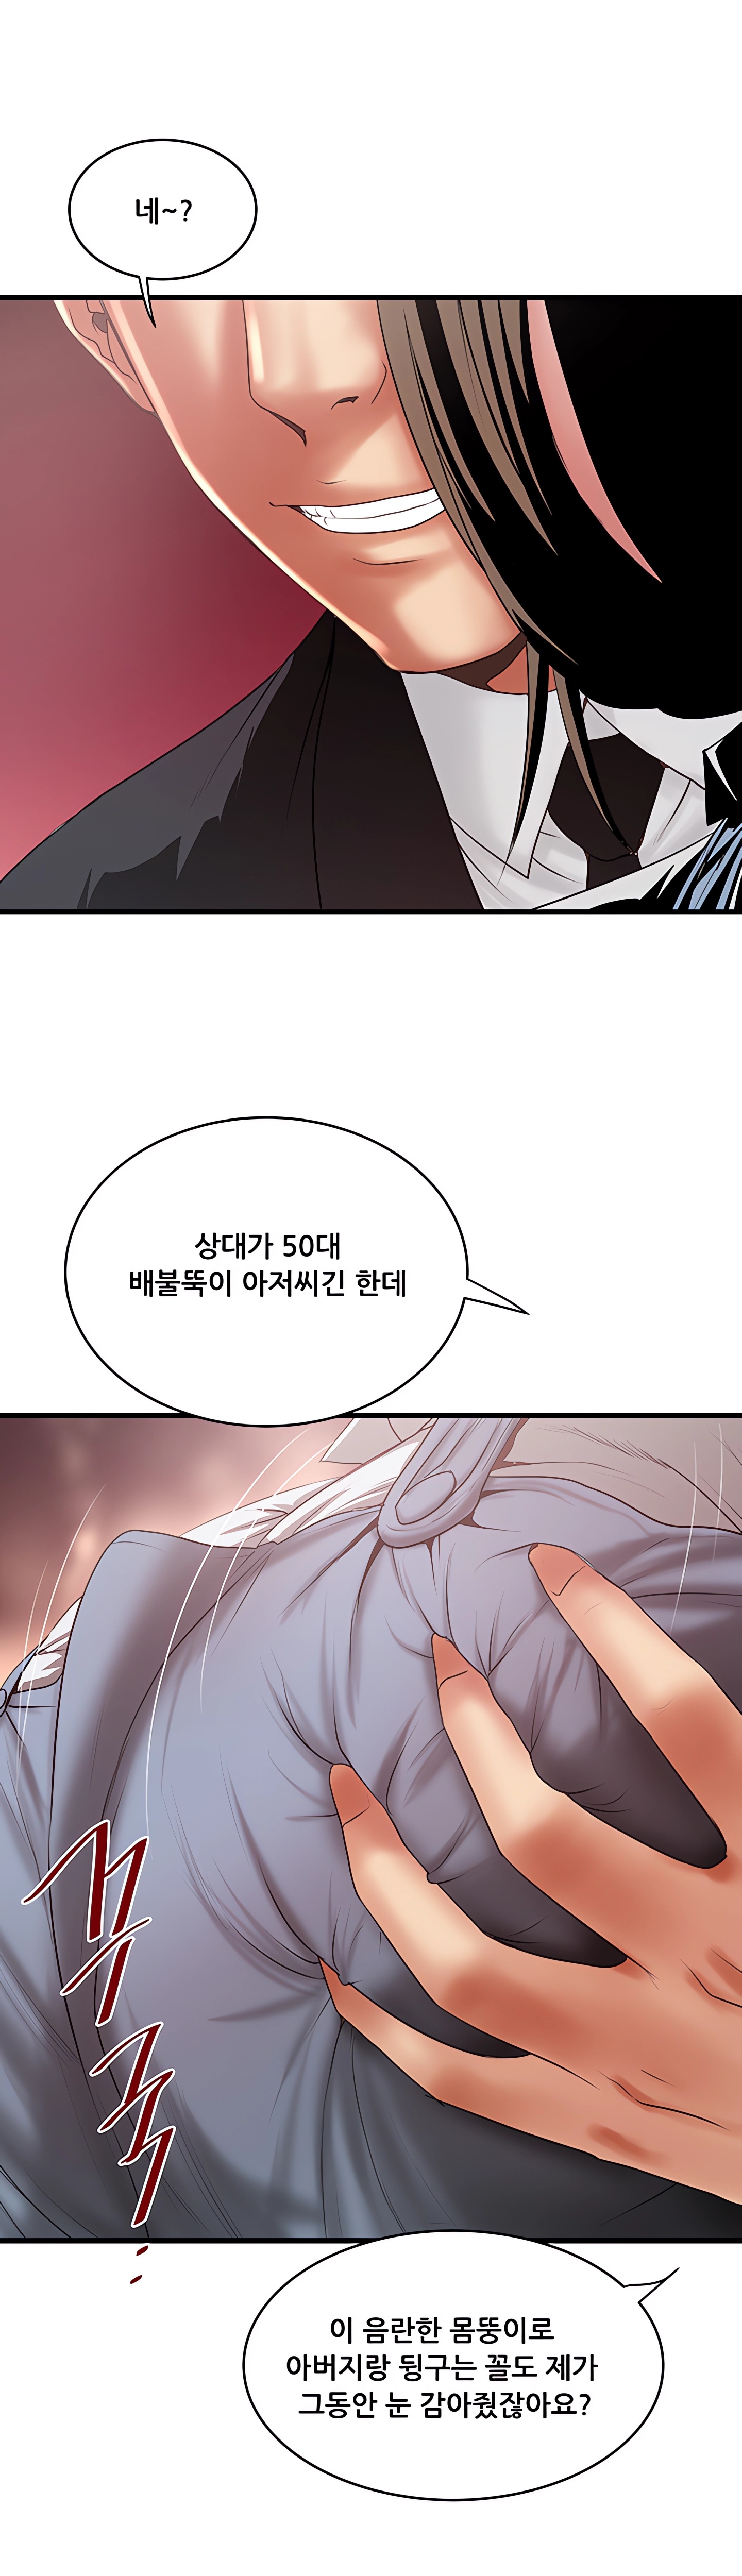 네~?
상대가 50대
배불뚝이 아저씨긴 한데
꽈
콱
이 음란한 몸뚱이로
아버지랑 뒹구는 꼴도 제가
그동안 눈 감아줬잖아요?